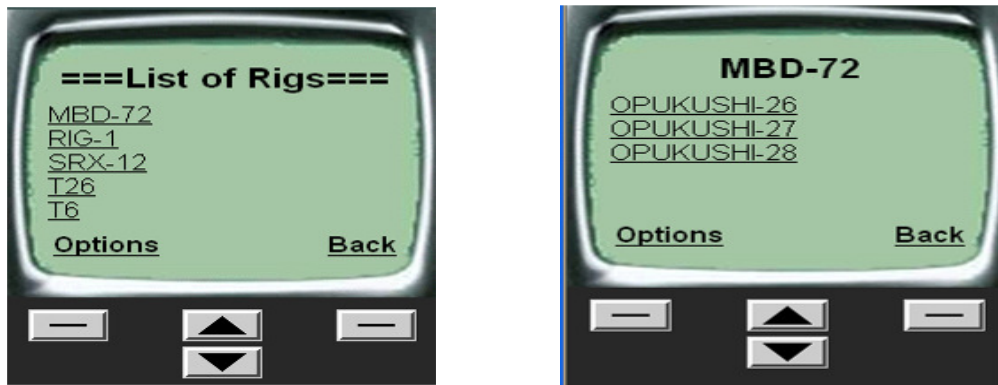 ===List of Rigs===
MBD-72
RIG-1
SRX-12
T26
T6
Options Back
MBD-72
OPUKUSHI-26
OPUKUSHI-27
OPUKUSHI-28
Options Back